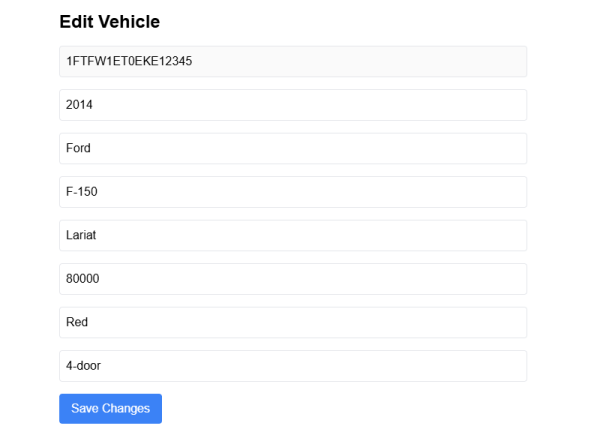 Edit Vehicle
1FTFW1ET0EKE12345
2014
Ford
F-150
Lariat
80000
Red
4-door
Save Changes